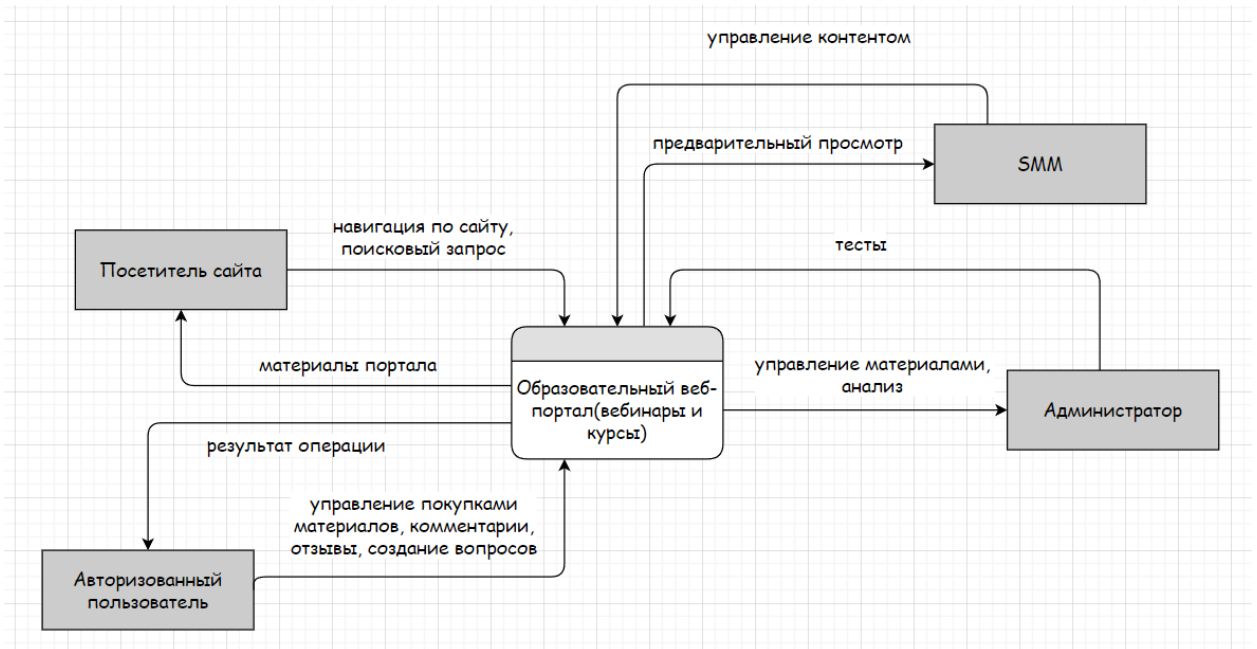 управление контентом
предварительный просмотр
SMM
навигация по сайту,
поисковый запрос
тесты
Посетитель сайта
материалы портала
Образовательный веб-
портал(вебинары и
курсы)
управление материалами,
анализ
Администратор
результат операции
управление покупками
материалов, комментарии,
отзывы, создание вопросов
Авторизованный
пользователь